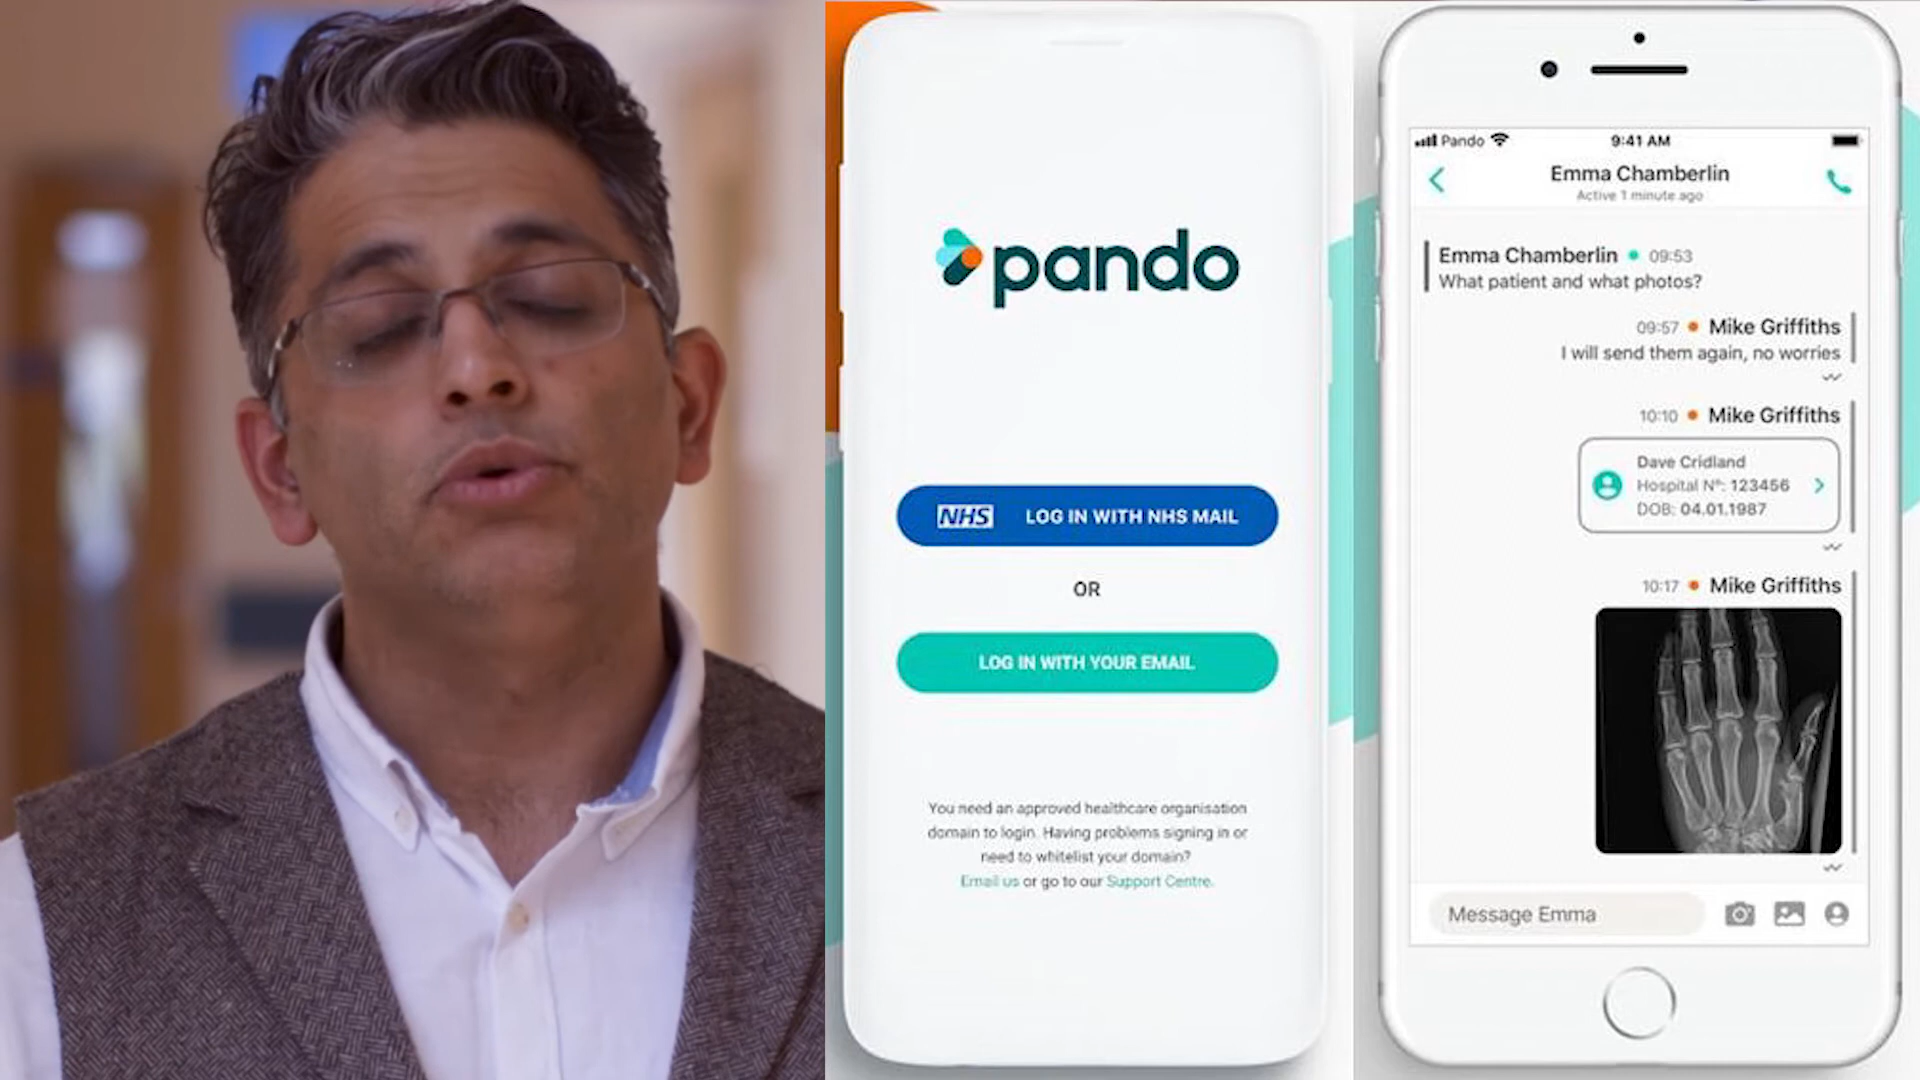 pando
NHS LOG IN WITH NHS MAIL
OR
LOG IN WITH YOUR EMAIL
You need an approved healthcare organisation
domain to login. Having problems signing in or
need to whitelist your domain?
Email us or go to our Support Centre.
Pando 9:41 AM
Emma Chamberlin
Active 1 minute ago
Emma Chamberlin 09:53
What patient and what photos?
09:57 Mike Griffiths
I will send them again, no worries
10:10 Mike Griffiths
Dave Cridland
Hospital Nº: 123456
DOB: 04.01.1987
10:17 Mike Griffiths
Message Emma